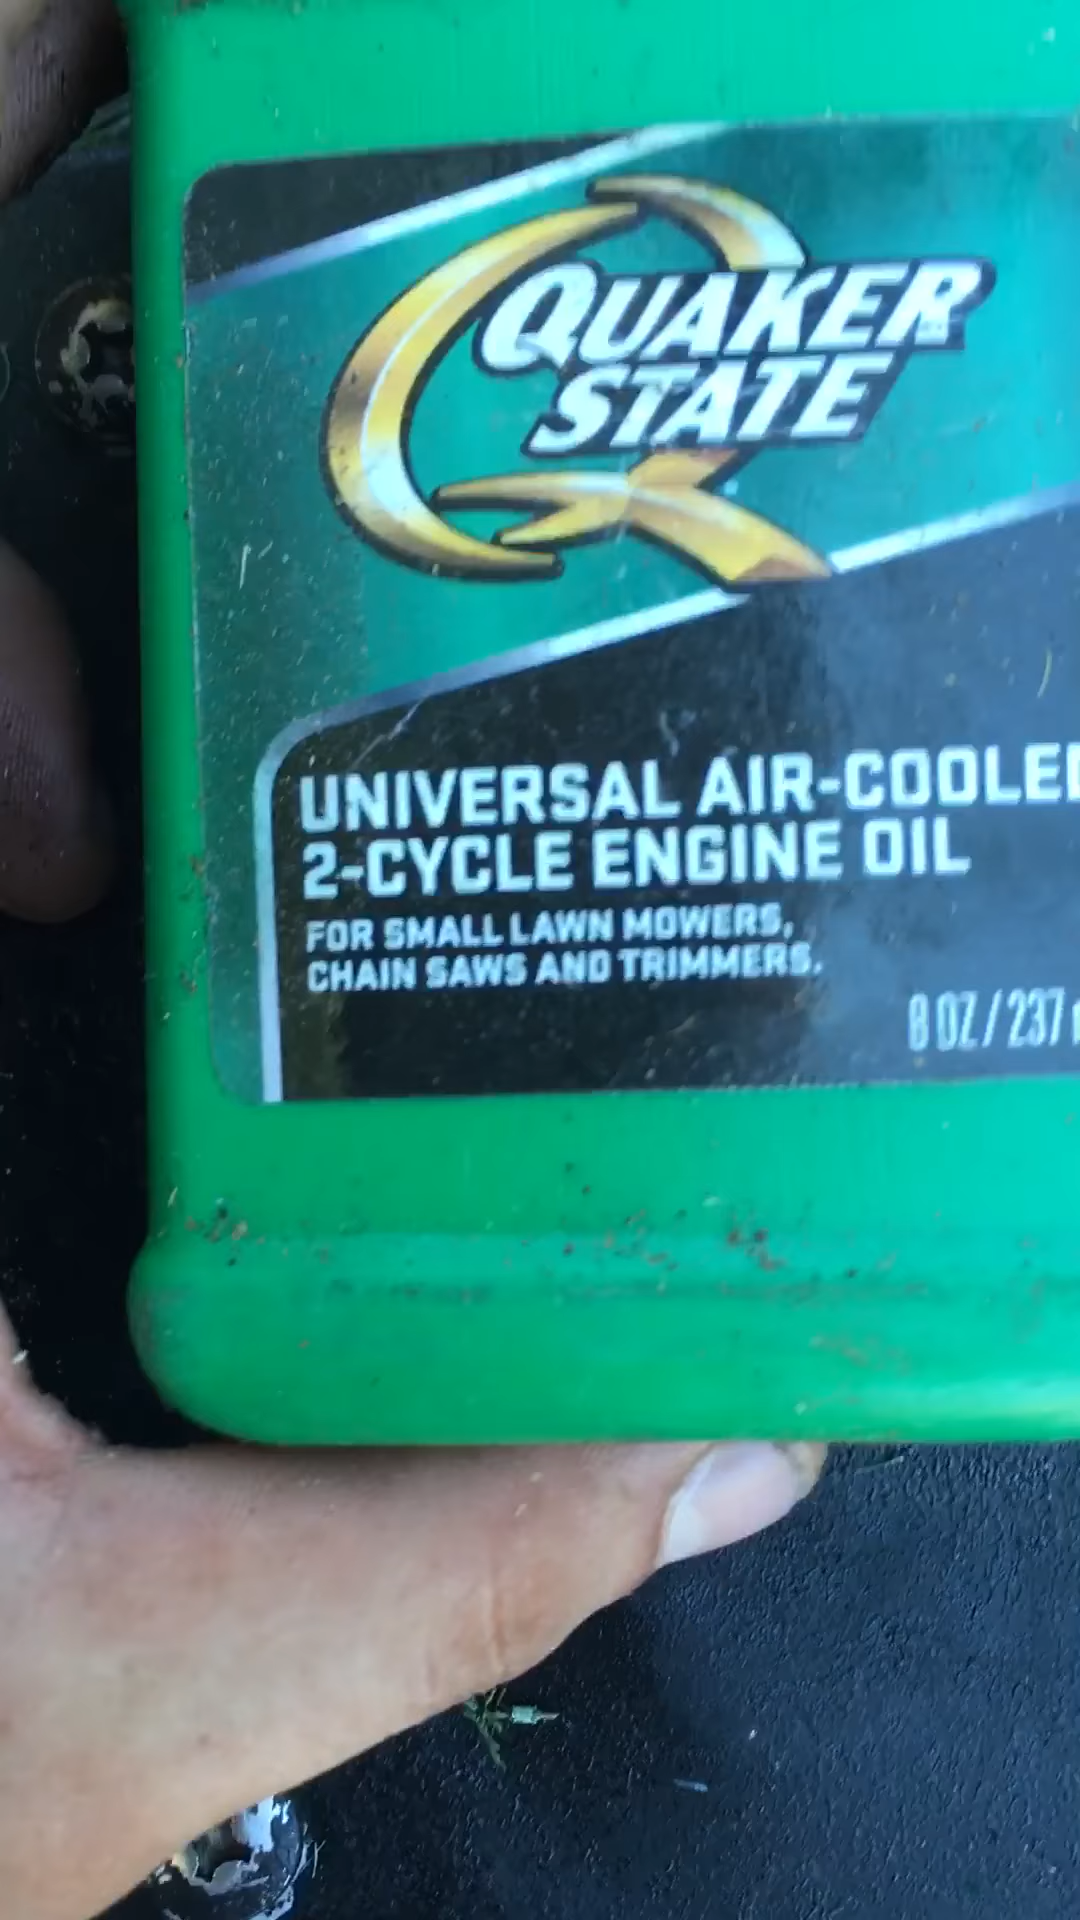 QUAKER
STATE
UNIVERSAL AIR-COOLED
2-CYCLE ENGINE OIL
FOR SMALL LAWN MOWERS,
CHAIN SAWS AND TRIMMERS.
8 OZ/237